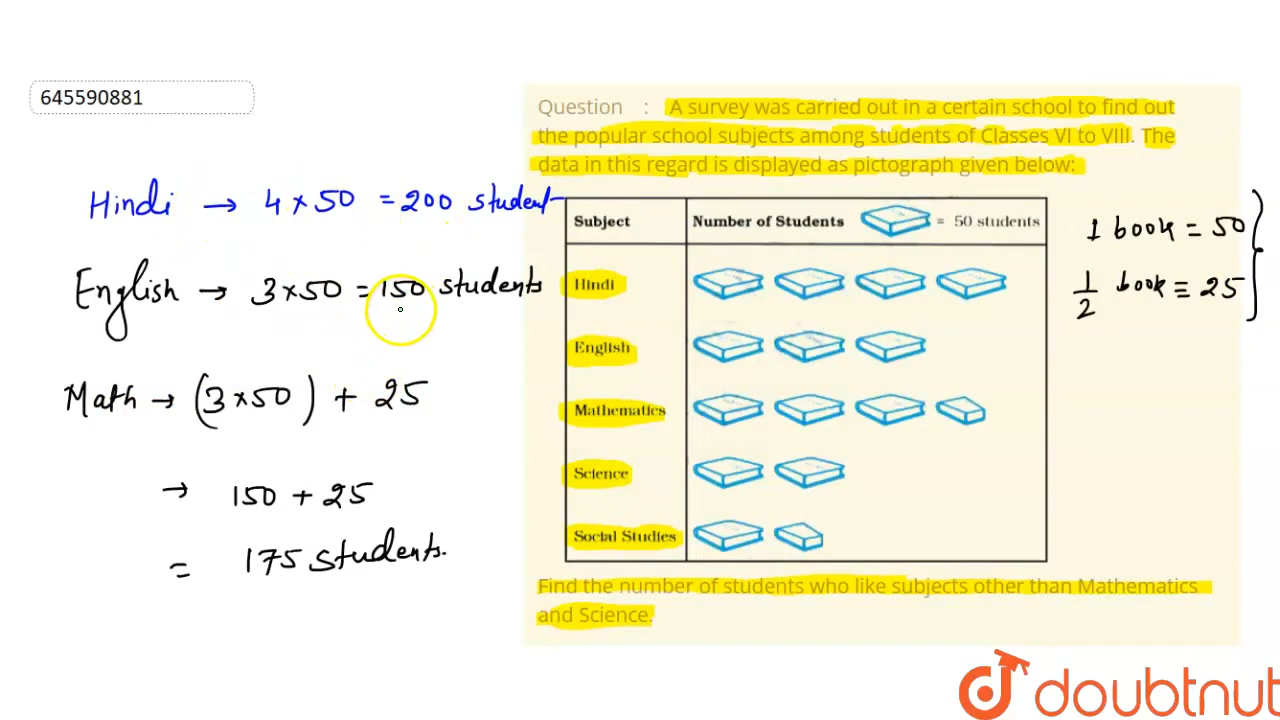 645590881
Question : A survey was carried out in a certain school to find out
the popular school subjects among students of Classes VI to VIII. The
data in this regard is displayed as pictograph given below:
Hindi → 4 × 50 = 200 student
English → 3 × 50 = 150 students
Math → (3 × 50) + 25
→ 150 + 25
= 175 students.
Subject Number of Students = 50 students
Hindi
English
Mathematics
Science
Social Studies
1 book = 50
1/2 book = 25
Find the number of students who like subjects other than Mathematics
and Science.
doubtnut